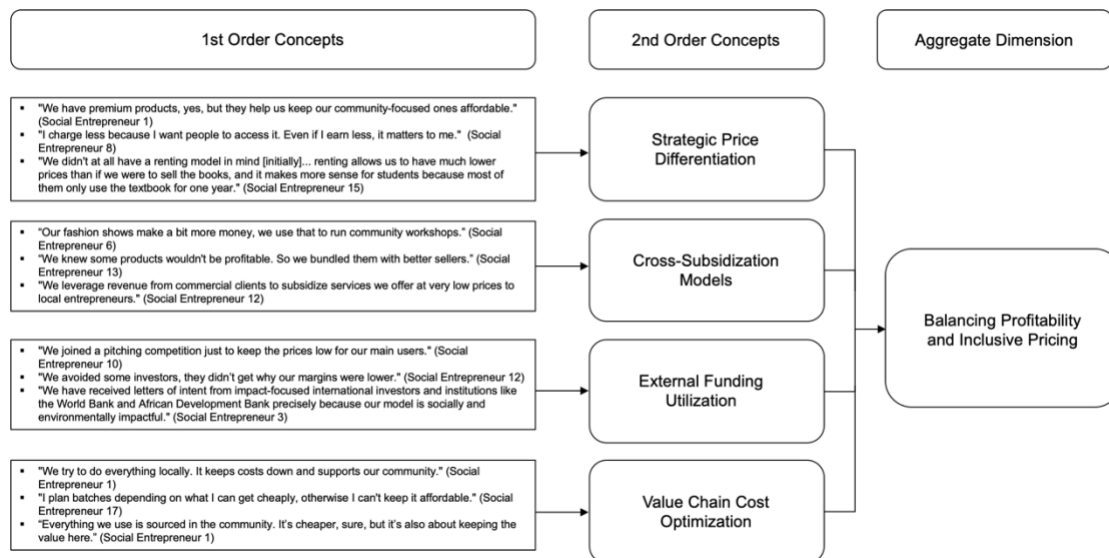 1st Order Concepts
2nd Order Concepts
Aggregate Dimension
▪ "We have premium products, yes, but they help us keep our community-focused ones affordable."
(Social Entrepreneur 1)
▪ "I charge less because I want people to access it. Even if I earn less, it matters to me." (Social
Entrepreneur 8)
▪ "We didn't at all have a renting model in mind [initially]... renting allows us to have much lower
prices than if we were to sell the books, and it makes more sense for students because most of
them only use the textbook for one year." (Social Entrepreneur 15)
Strategic Price
Differentiation
▪ "Our fashion shows make a bit more money, we use that to run community workshops." (Social
Entrepreneur 6)
▪ "We knew some products wouldn't be profitable. So we bundled them with better sellers." (Social
Entrepreneur 13)
▪ "We leverage revenue from commercial clients to subsidize services we offer at very low prices to
local entrepreneurs." (Social Entrepreneur 12)
Cross-Subsidization
Models
▪ "We joined a pitching competition just to keep the prices low for our main users." (Social
Entrepreneur 10)
▪ "We avoided some investors, they didn't get why our margins were lower." (Social Entrepreneur 12)
▪ "We have received letters of intent from impact-focused international investors and institutions like
the World Bank and African Development Bank precisely because our model is socially and
environmentally impactful." (Social Entrepreneur 3)
External Funding
Utilization
▪ "We try to do everything locally. It keeps costs down and supports our community." (Social
Entrepreneur 1)
▪ "I plan batches depending on what I can get cheaply, otherwise I can't keep it affordable." (Social
Entrepreneur 17)
▪ "Everything we use is sourced in the community. It's cheaper, sure, but it's also about keeping the
value here." (Social Entrepreneur 1)
Value Chain Cost
Optimization
Balancing Profitability
and Inclusive Pricing